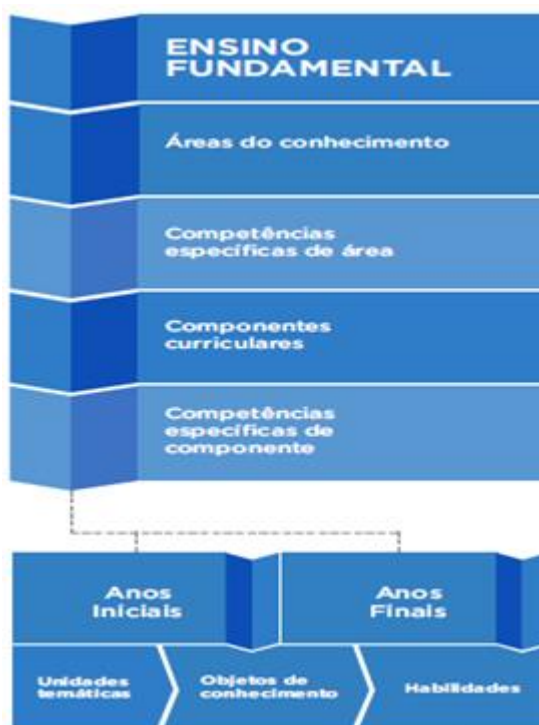 ENSINO
FUNDAMENTAL
Áreas do conhecimento
Competências
específicas de área
Componentes
curriculares
Competências
específicas de
componente
Anos
Iniciais
Anos
Finais
Unidades
temáticas
Objetos de
conhecimento
Habilidades